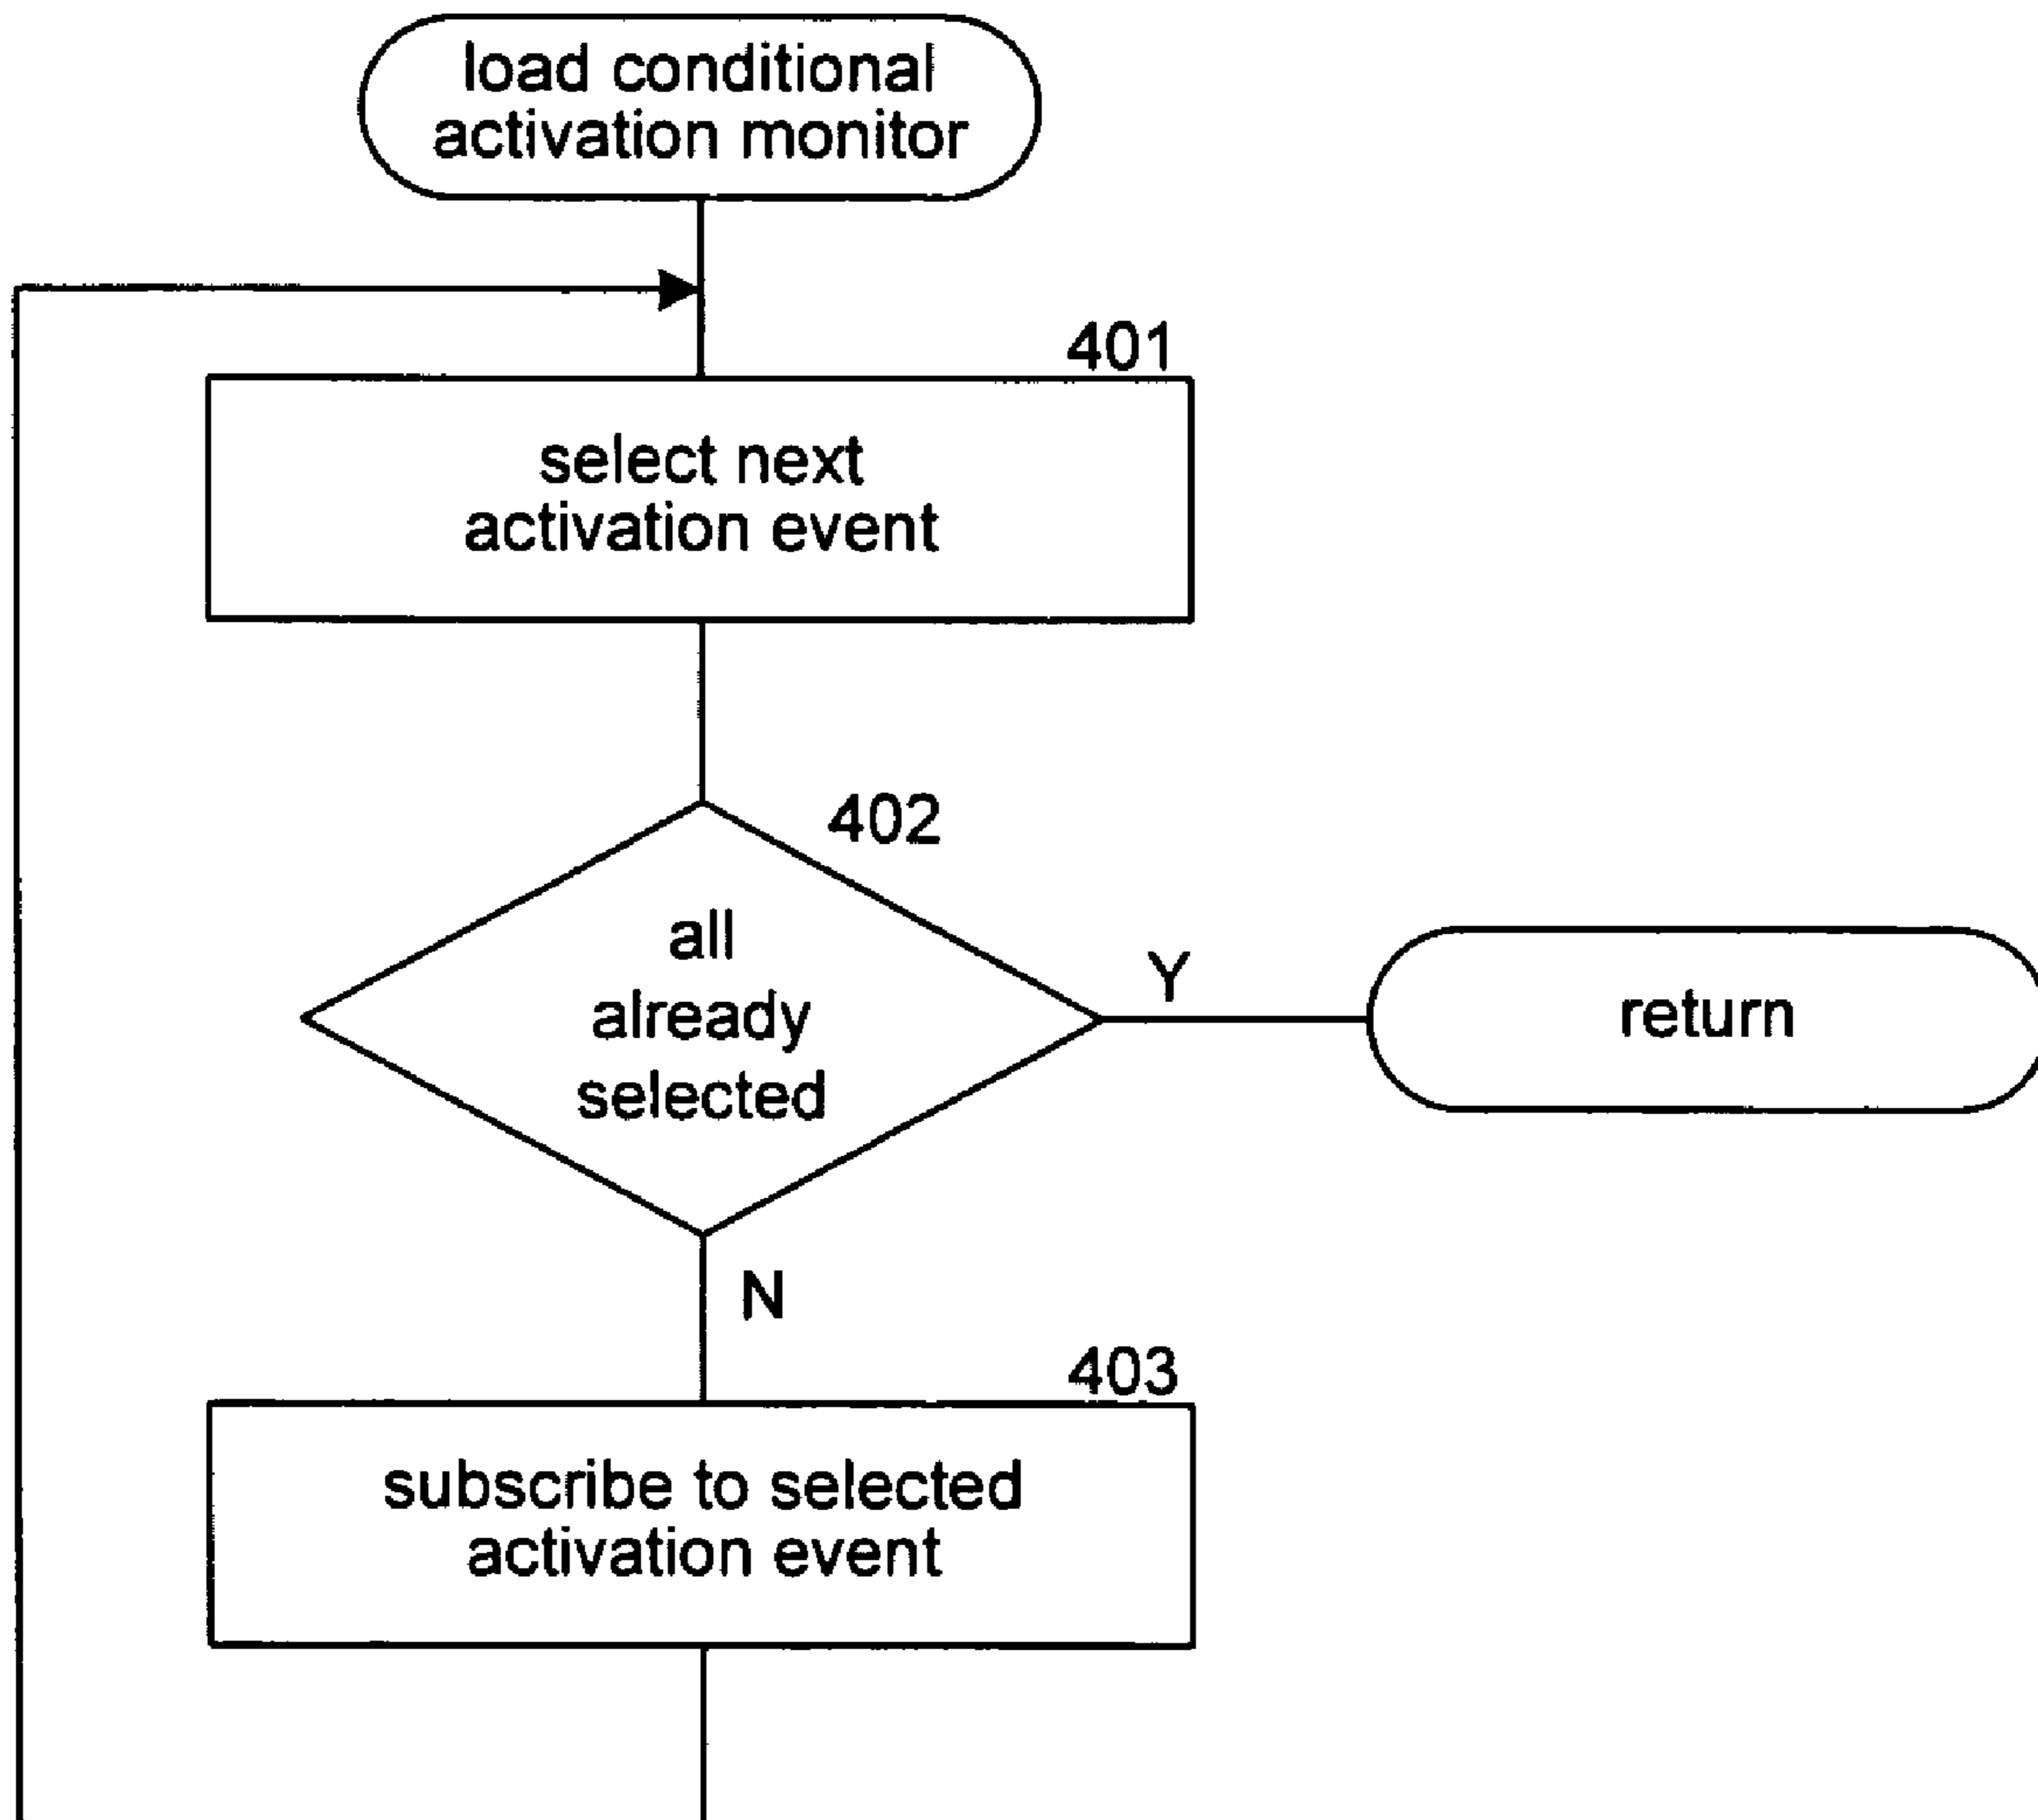 load conditional
activation monitor
401
select next
activation event
402
all
already
selected
Y
return
N
403
subscribe to selected
activation event